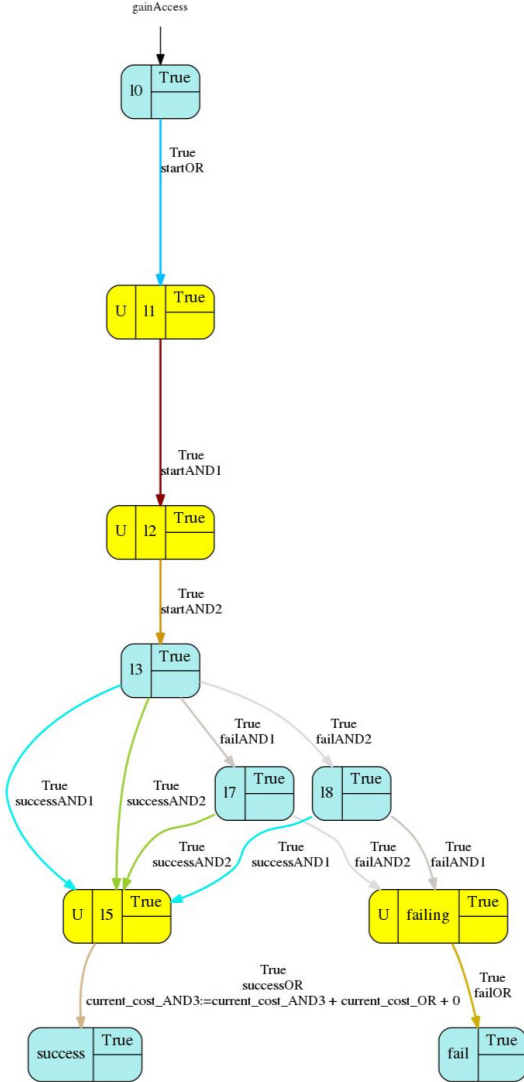 gainAccess
l0
True
True
startOR
U
l1
True
True
startAND1
U
l2
True
True
startAND2
l3
True
True
failAND1
True
failAND2
True
successAND1
True
successAND2
l7
True
l8
True
True
successAND2
True
successAND1
True
failAND2
True
failAND1
U
l5
True
U
failing
True
True
successOR
current_cost_AND3:=current_cost_AND3 + current_cost_OR + 0
True
failOR
success
True
fail
True